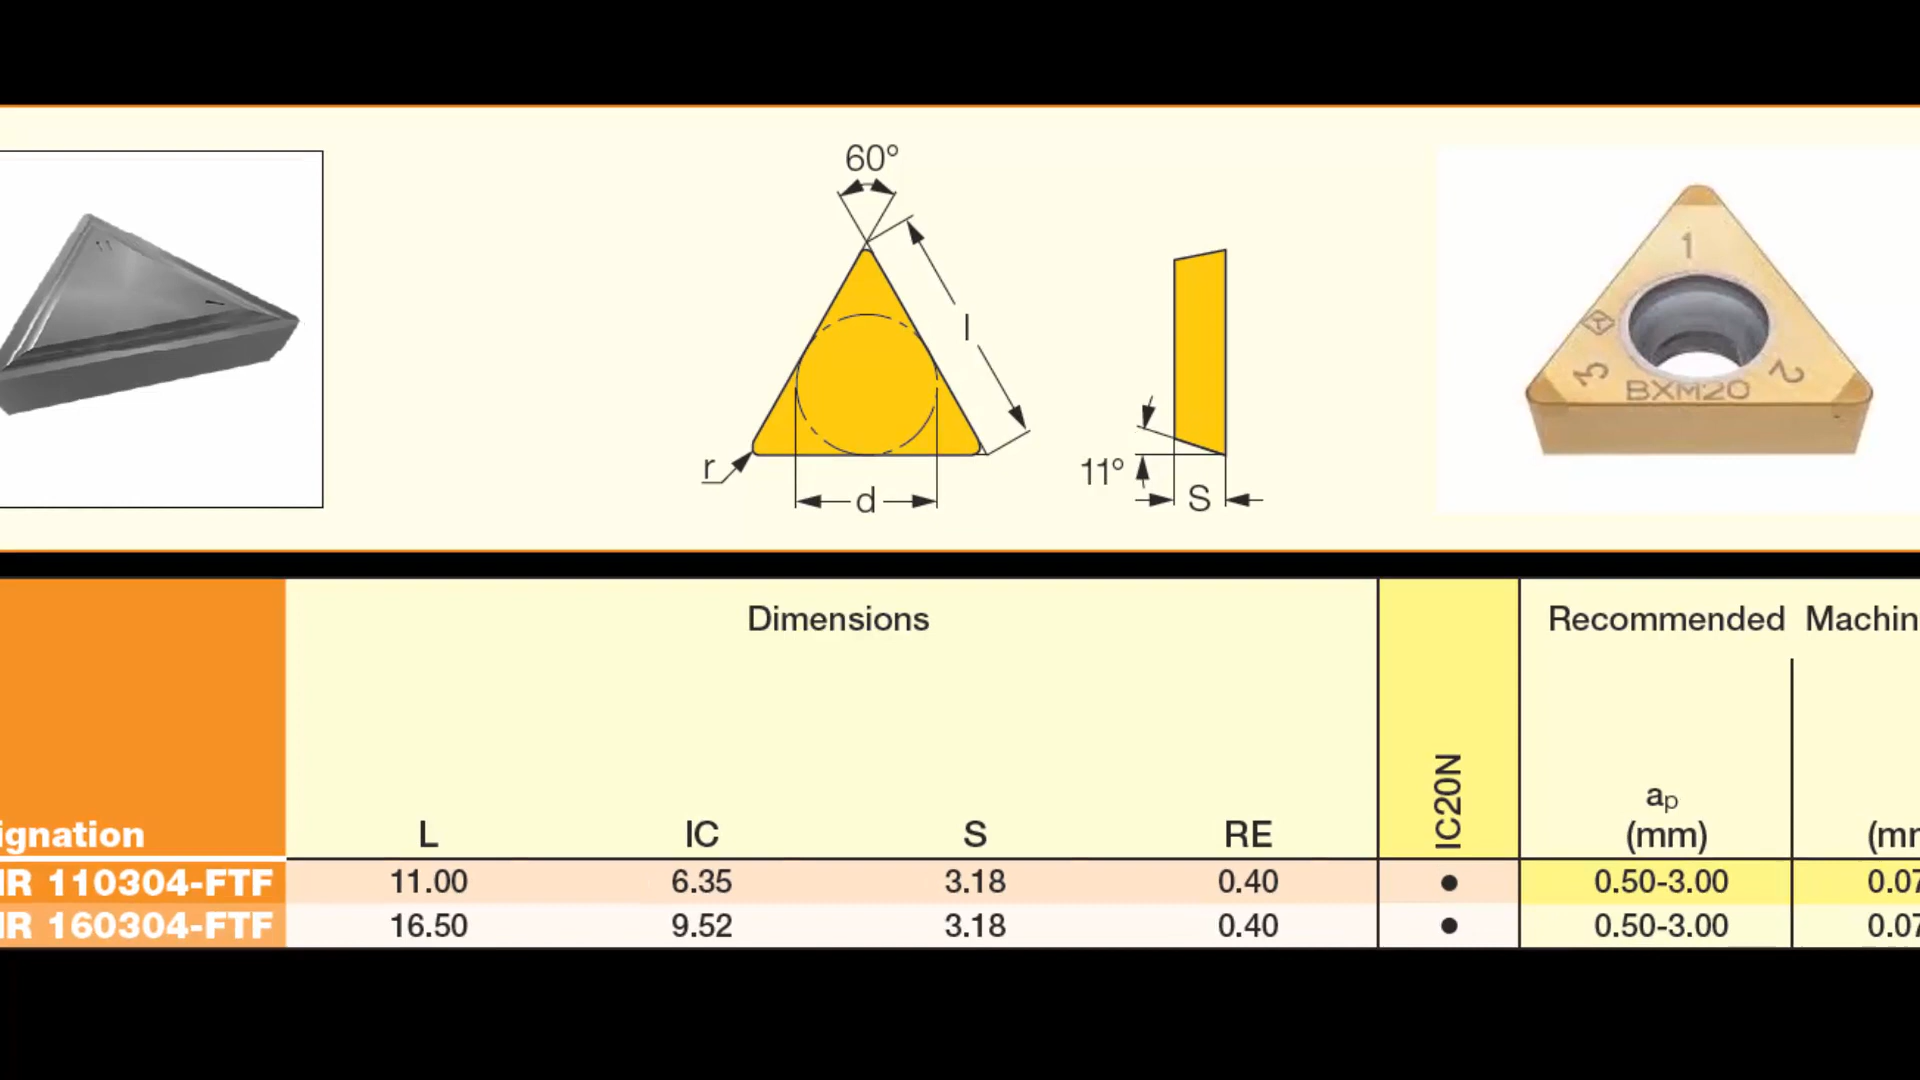 60°
l
r
d
11°
S
1
2
3
BXM20
Dimensions
Recommended Machin
IC20N
ap
ignation L IC S RE (mm) (mm
R 110304-FTF 11.00 6.35 3.18 0.40 ● 0.50-3.00 0.07
R 160304-FTF 16.50 9.52 3.18 0.40 ● 0.50-3.00 0.07